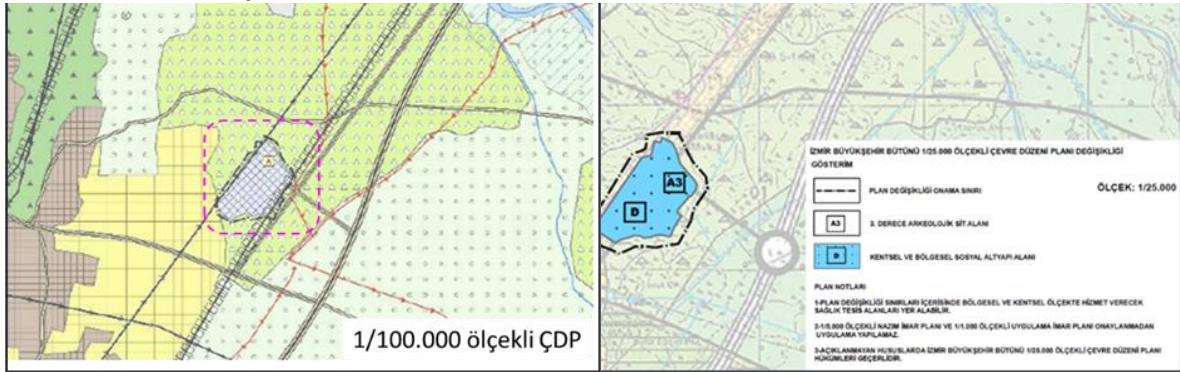 1/100.000 ölçekli ÇDP
A3
D
İZMİR BÜYÜKŞEHİR BÜTÜNÜ 1/25.000 ÖLÇEKLİ ÇEVRE DÜZENİ PLANI DEĞİŞİKLİĞİ
GÖSTERİM
ÖLÇEK: 1/25.000
PLAN DEĞİŞİKLİĞİ ONAMA SINIRI
A3
3. DERECE ARKEOLOJİK SİT ALANI
D
KENTSEL VE BÖLGESEL SOSYAL ALTYAPI ALANI
PLAN NOTLARI
1-PLAN DEĞİŞİKLİĞİ SINIRLARI İÇERİSİNDE BÖLGESEL VE KENTSEL ÖLÇEKTE HİZMET VERECEK
SAĞLIK TESİS ALANLARI YER ALABİLİR.
2-1/5.000 ÖLÇEKLİ NAZIM İMAR PLANI VE 1/1.000 ÖLÇEKLİ UYGULAMA İMAR PLANI ONAYLANMADAN
UYGULAMA YAPILAMAZ.
3-AÇIKLANMAYAN HUSUSLARDA İZMİR BÜYÜKŞEHİR BÜTÜNÜ 1/25.000 ÖLÇEKLİ ÇEVRE DÜZENİ PLANI
HÜKÜMLERİ GEÇERLİDİR.